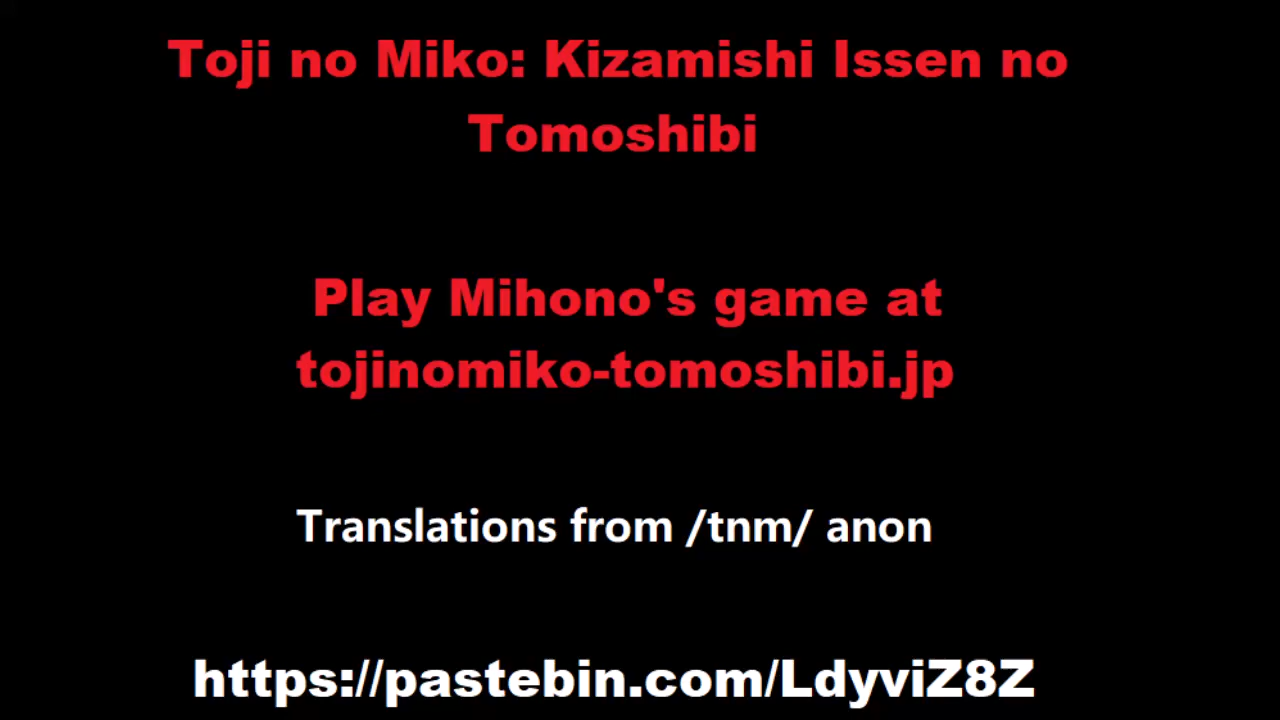 Toji no Miko: Kizamishi Issen no
Tomoshibi
Play Mihono's game at
tojinomiko-tomoshibi.jp
Translations from /tnm/ anon
https://pastebin.com/LdyviZ8Z